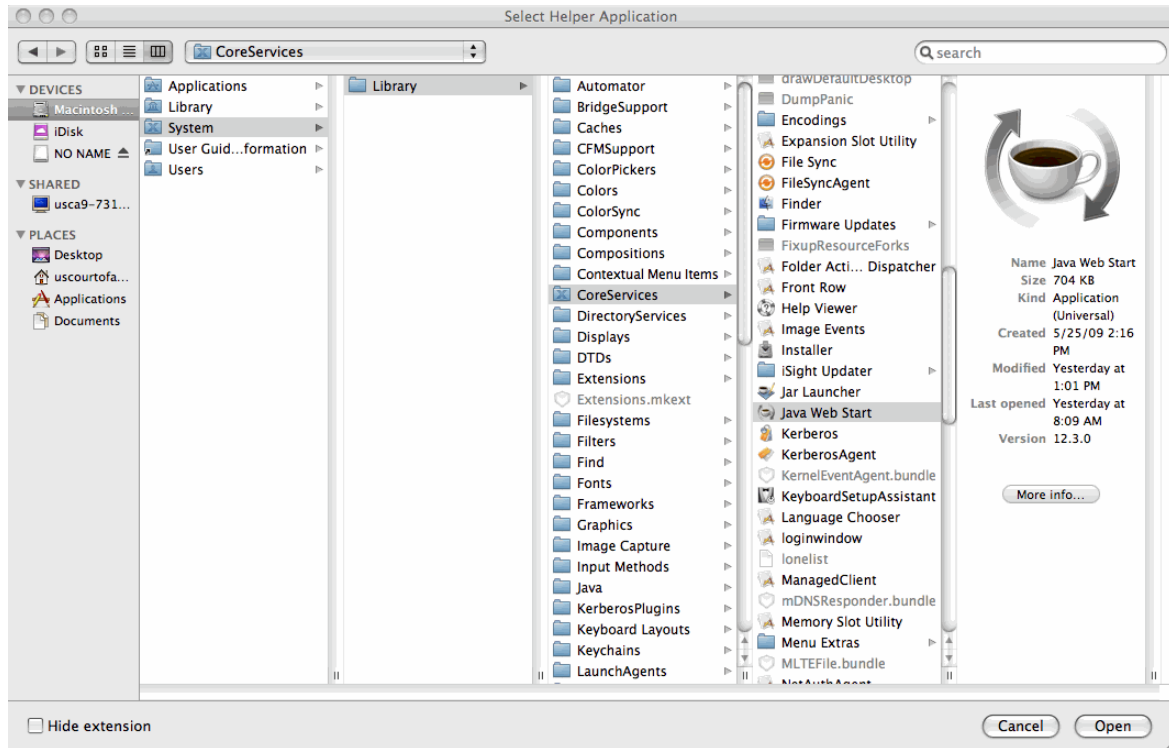 Select Helper Application
CoreServices
search
DEVICES
Macintosh ...
iDisk
NO NAME
SHARED
usca9-731...
PLACES
Desktop
uscourtofa...
Applications
Documents
Applications
Library
System
User Guid...formation
Users
Library
Automator
BridgeSupport
Caches
CFMSupport
ColorPickers
Colors
ColorSync
Components
Compositions
Contextual Menu Items
CoreServices
DirectoryServices
Displays
DTDs
Extensions
Extensions.mkext
Filesystems
Filters
Find
Fonts
Frameworks
Graphics
Image Capture
Input Methods
Java
KerberosPlugins
Keyboard Layouts
Keychains
LaunchAgents
drawDefaultDesktop
DumpPanic
Encodings
Expansion Slot Utility
File Sync
FileSyncAgent
Finder
Firmware Updates
FixupResourceForks
Folder Acti... Dispatcher
Front Row
Help Viewer
Image Events
Installer
iSight Updater
Jar Launcher
Java Web Start
Kerberos
KerberosAgent
KernelEventAgent.bundle
KeyboardSetupAssistant
Language Chooser
loginwindow
lonelist
ManagedClient
mDNSResponder.bundle
Memory Slot Utility
Menu Extras
MLTEFile.bundle
NetAuthAgent
Name Java Web Start
Size 704 KB
Kind Application
(Universal)
Created 5/25/09 2:16
PM
Modified Yesterday at
1:01 PM
Last opened Yesterday at
8:09 AM
Version 12.3.0
More info...
Hide extension
Cancel
Open